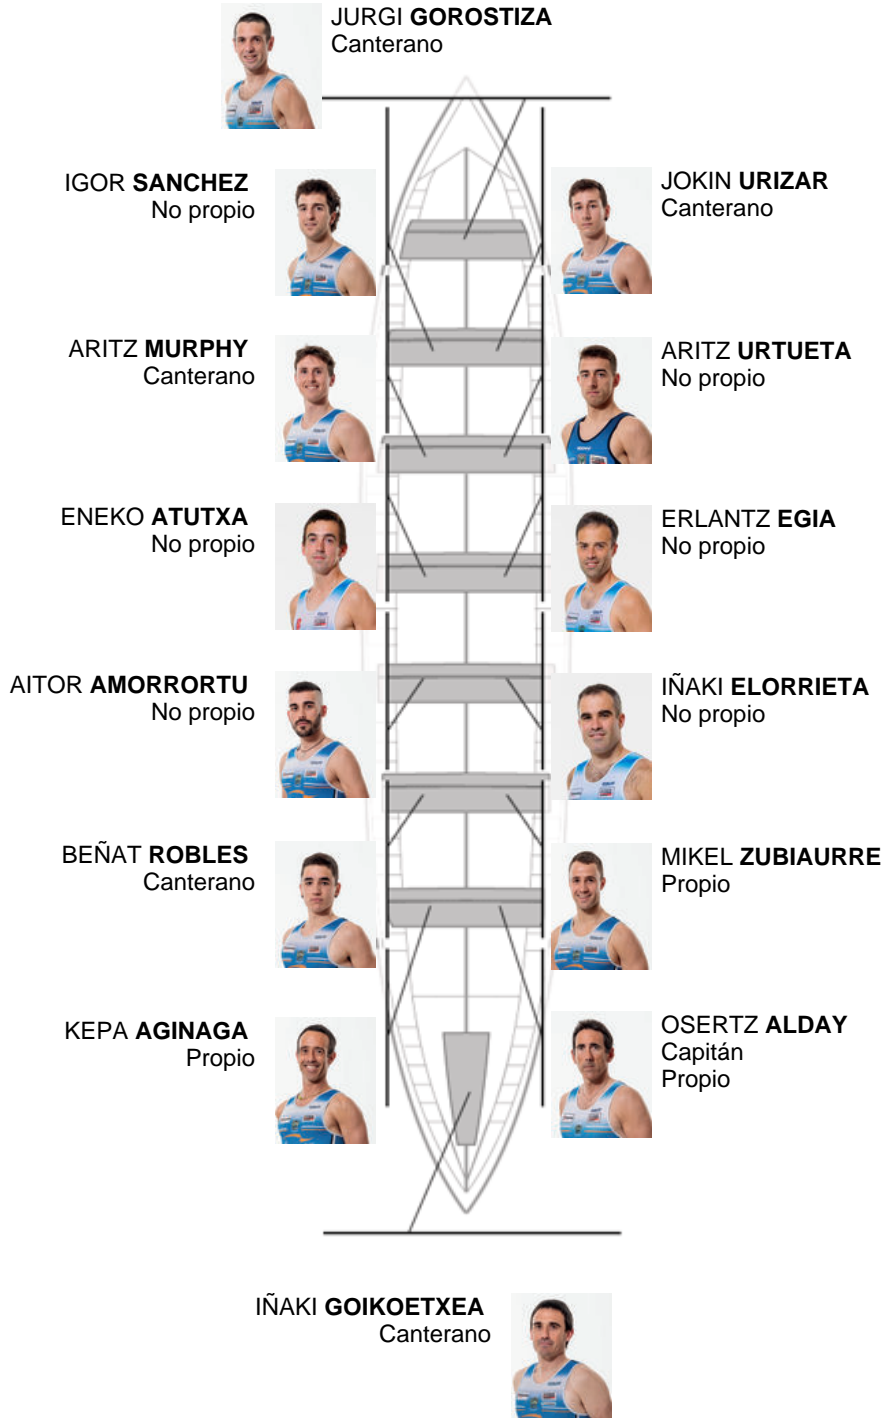 JURGI GOROSTIZA
Canterano
IGOR SANCHEZ
No propio
JOKIN URIZAR
Canterano
ARITZ MURPHY
Canterano
ARITZ URTUETA
No propio
ENEKO ATUTXA
No propio
ERLANTZ EGIA
No propio
AITOR AMORRORTU
No propio
IÑAKI ELORRIETA
No propio
BEÑAT ROBLES
Canterano
MIKEL ZUBIAURRE
Propio
KEPA AGINAGA
Propio
OSERTZ ALDAY
Capitán
Propio
IÑAKI GOIKOETXEA
Canterano